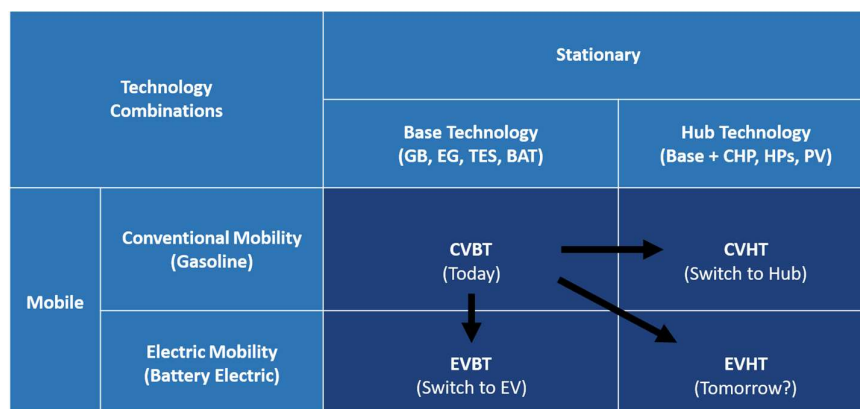 Technology
Combinations
Stationary
Base Technology
(GB, EG, TES, BAT)
Hub Technology
(Base + CHP, HPs, PV)
Mobile
Conventional Mobility
(Gasoline)
CVBT
(Today)
CVHT
(Switch to Hub)
Electric Mobility
(Battery Electric)
EVBT
(Switch to EV)
EVHT
(Tomorrow?)